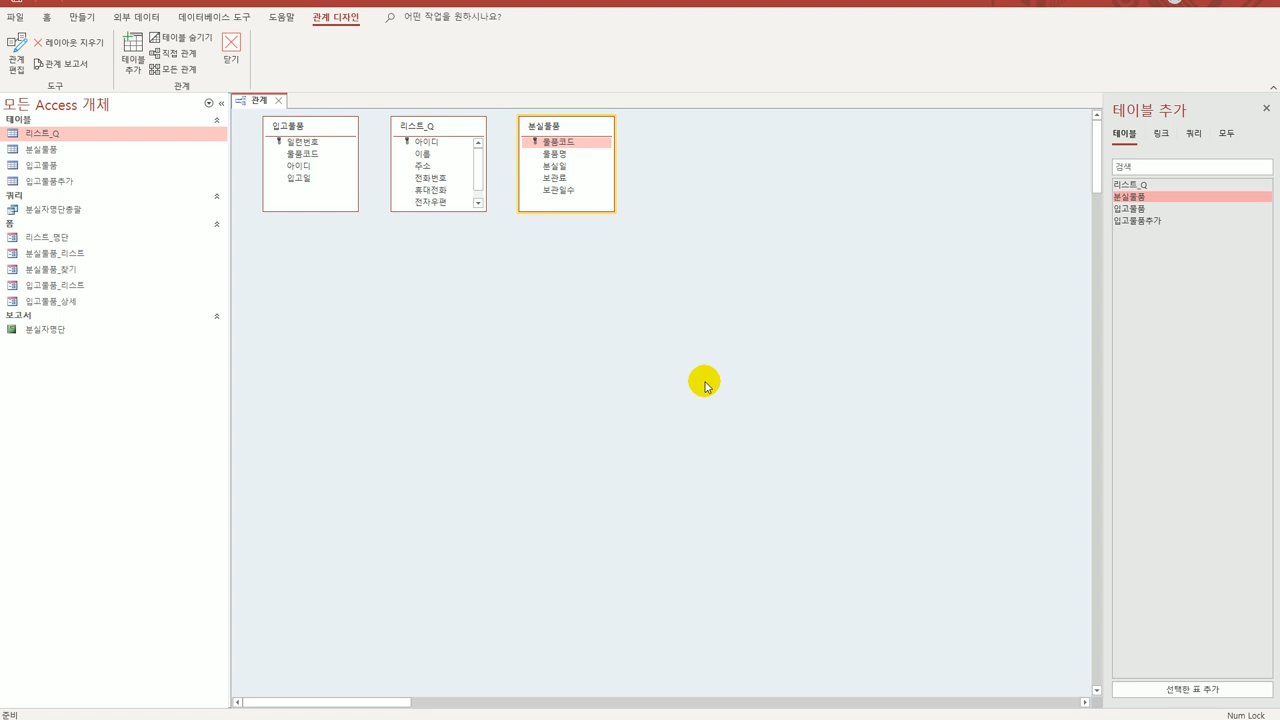 파일 홈 만들기 외부 데이터 데이터베이스 도구 도움말 관계 디자인 어떤 작업을 원하시나요?
관계 편집
레이아웃 지우기
관계 보고서
도구
테이블 추가
테이블 숨기기
직접 관계
모든 관계
닫기
관계
모든 Access 개체
테이블
리스트_Q
분실물품
입고물품
입고물품추가
쿼리
분실자명단총괄
폼
리스트_명단
분실물품_리스트
분실물품_찾기
입고물품_리스트
입고물품_상세
보고서
분실자명단
관계
입고물품
일련번호
물품코드
아이디
입고일
리스트_Q
아이디
이름
주소
전화번호
휴대전화
전자우편
분실물품
물품코드
물품명
분실일
보관료
보관일수
테이블 추가
테이블 링크 쿼리 모두
검색
리스트_Q
분실물품
입고물품
입고물품추가
선택한 표 추가
준비
Num Lock